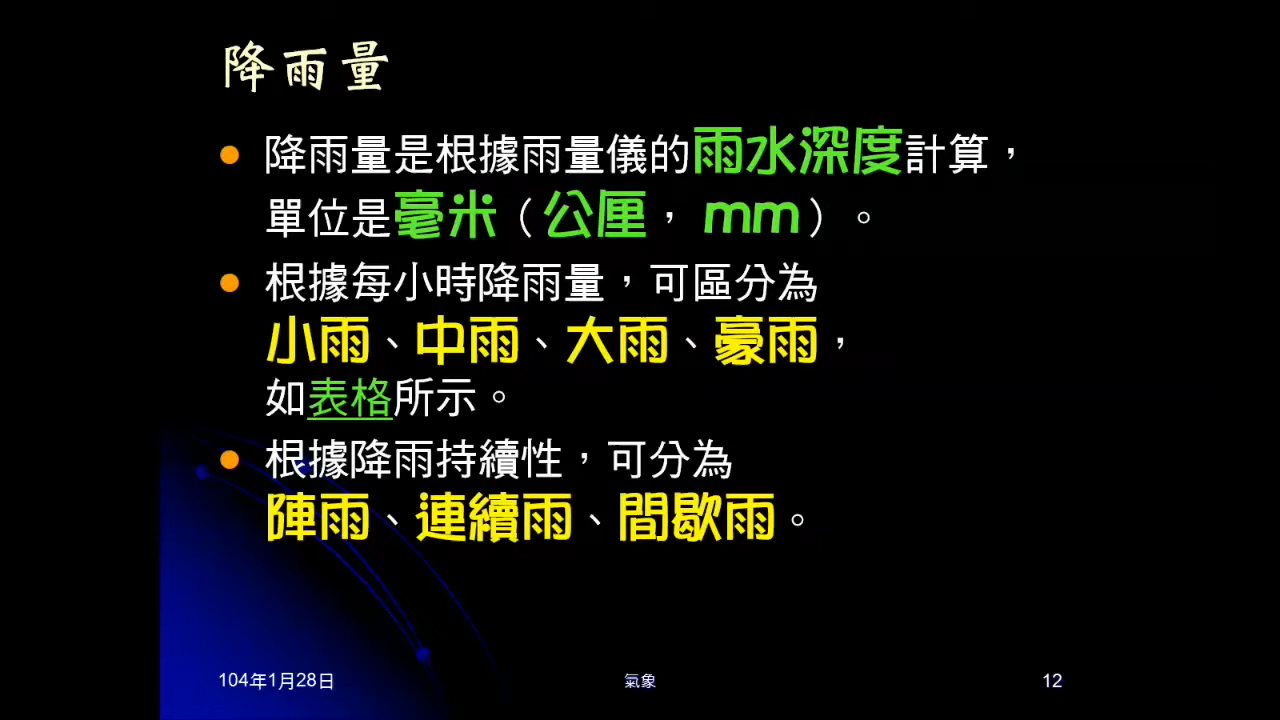 降雨量
降雨量是根據雨量儀的雨水深度計算，
單位是毫米（公厘，mm）。
根據每小時降雨量，可區分為
小雨、中雨、大雨、豪雨，
如表格所示。
根據降雨持續性，可分為
陣雨、連續雨、間歇雨。
104年1月28日
氣象
12